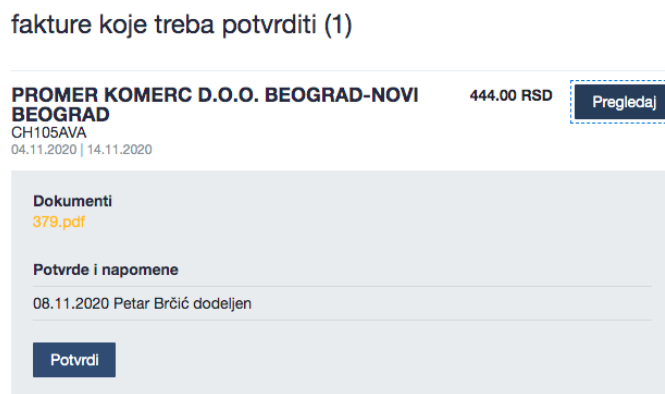 fakture koje treba potvrditi (1)
PROMER KOMERC D.O.O. BEOGRAD-NOVI
BEOGRAD
444.00 RSD
Pregledaj
CH105AVA
04.11.2020 | 14.11.2020
Dokumenti
379.pdf
Potvrde i napomene
08.11.2020 Petar Brčić dodeljen
Potvrdi